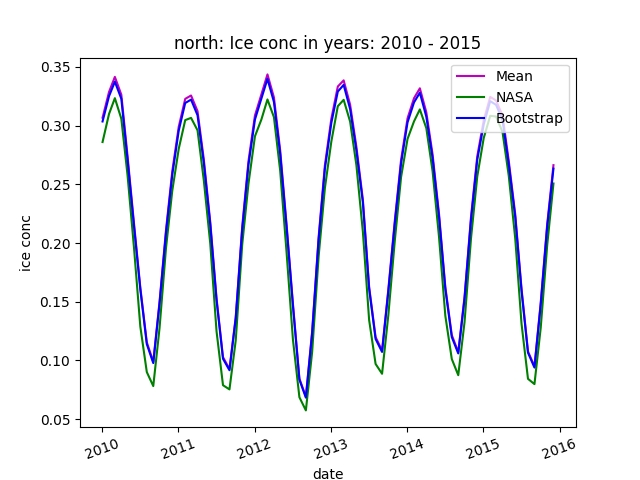 north: Ice conc in years: 2010 - 2015
0.35
0.30
0.25
0.20
0.15
0.10
0.05
ice conc
Mean
NASA
Bootstrap
2010 2011 2012 2013 2014 2015 2016
date